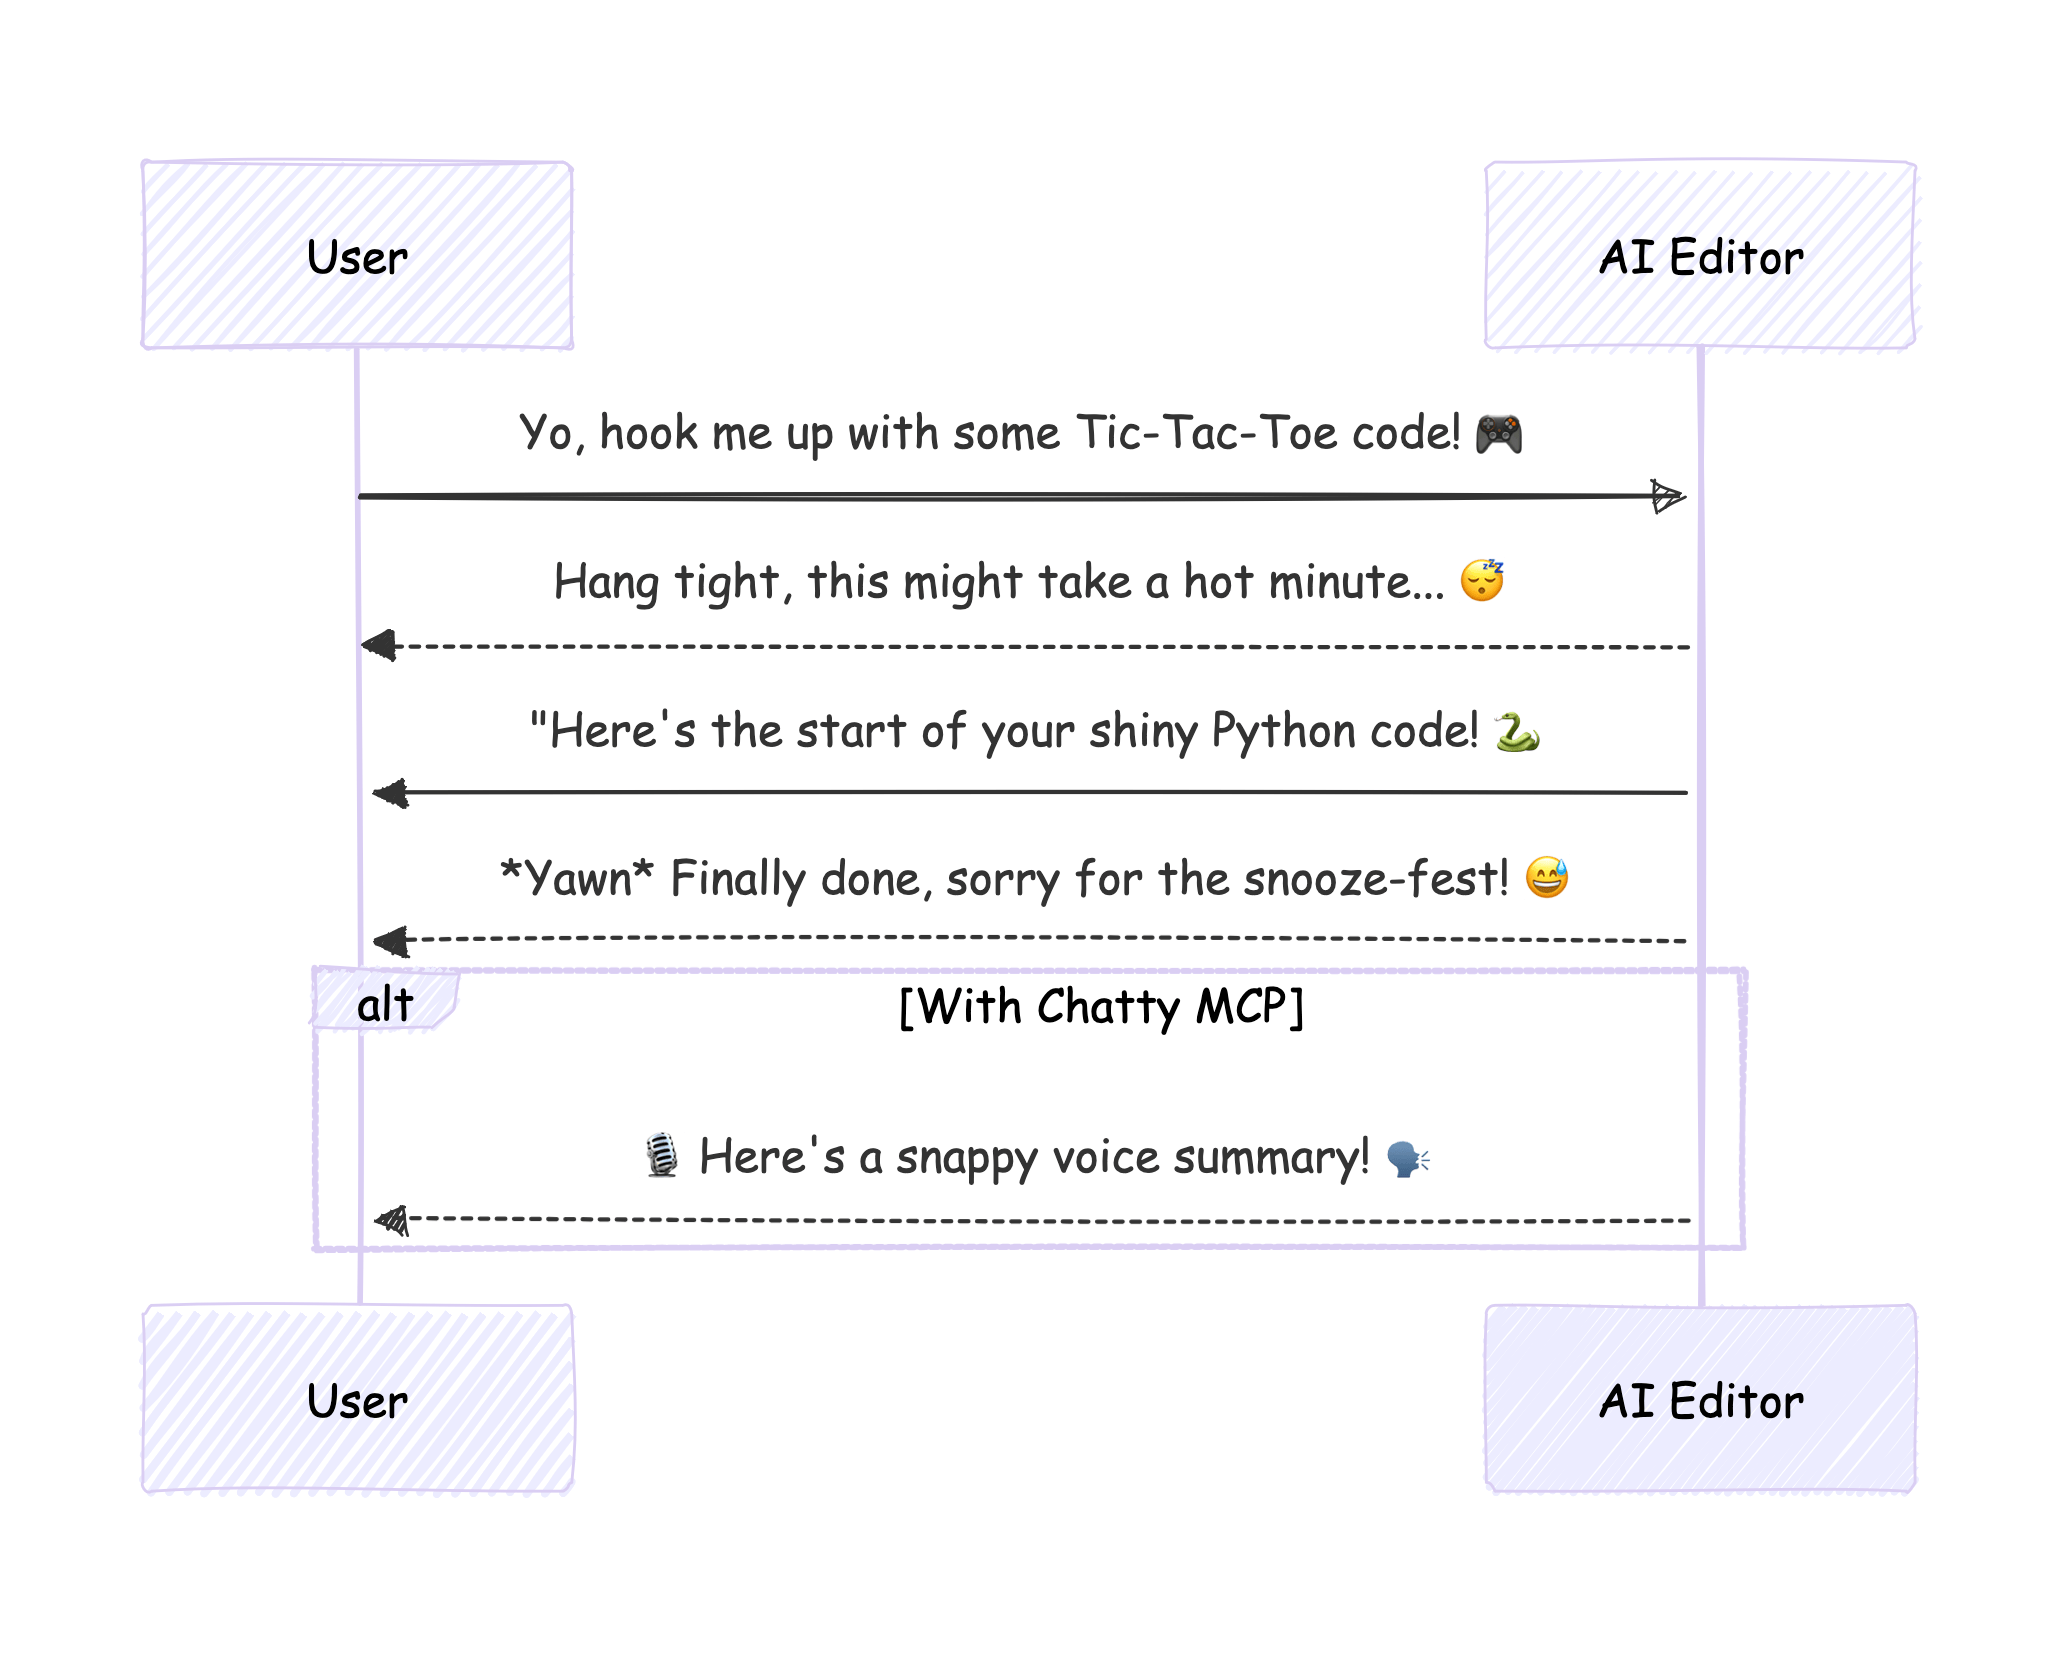 User
AI Editor
Yo, hook me up with some Tic-Tac-Toe code! 🎮
Hang tight, this might take a hot minute... 😴
"Here's the start of your shiny Python code! 🐍
*Yawn* Finally done, sorry for the snooze-fest! 😅
alt
[With Chatty MCP]
🎙️ Here's a snappy voice summary! 🗣️
User
AI Editor